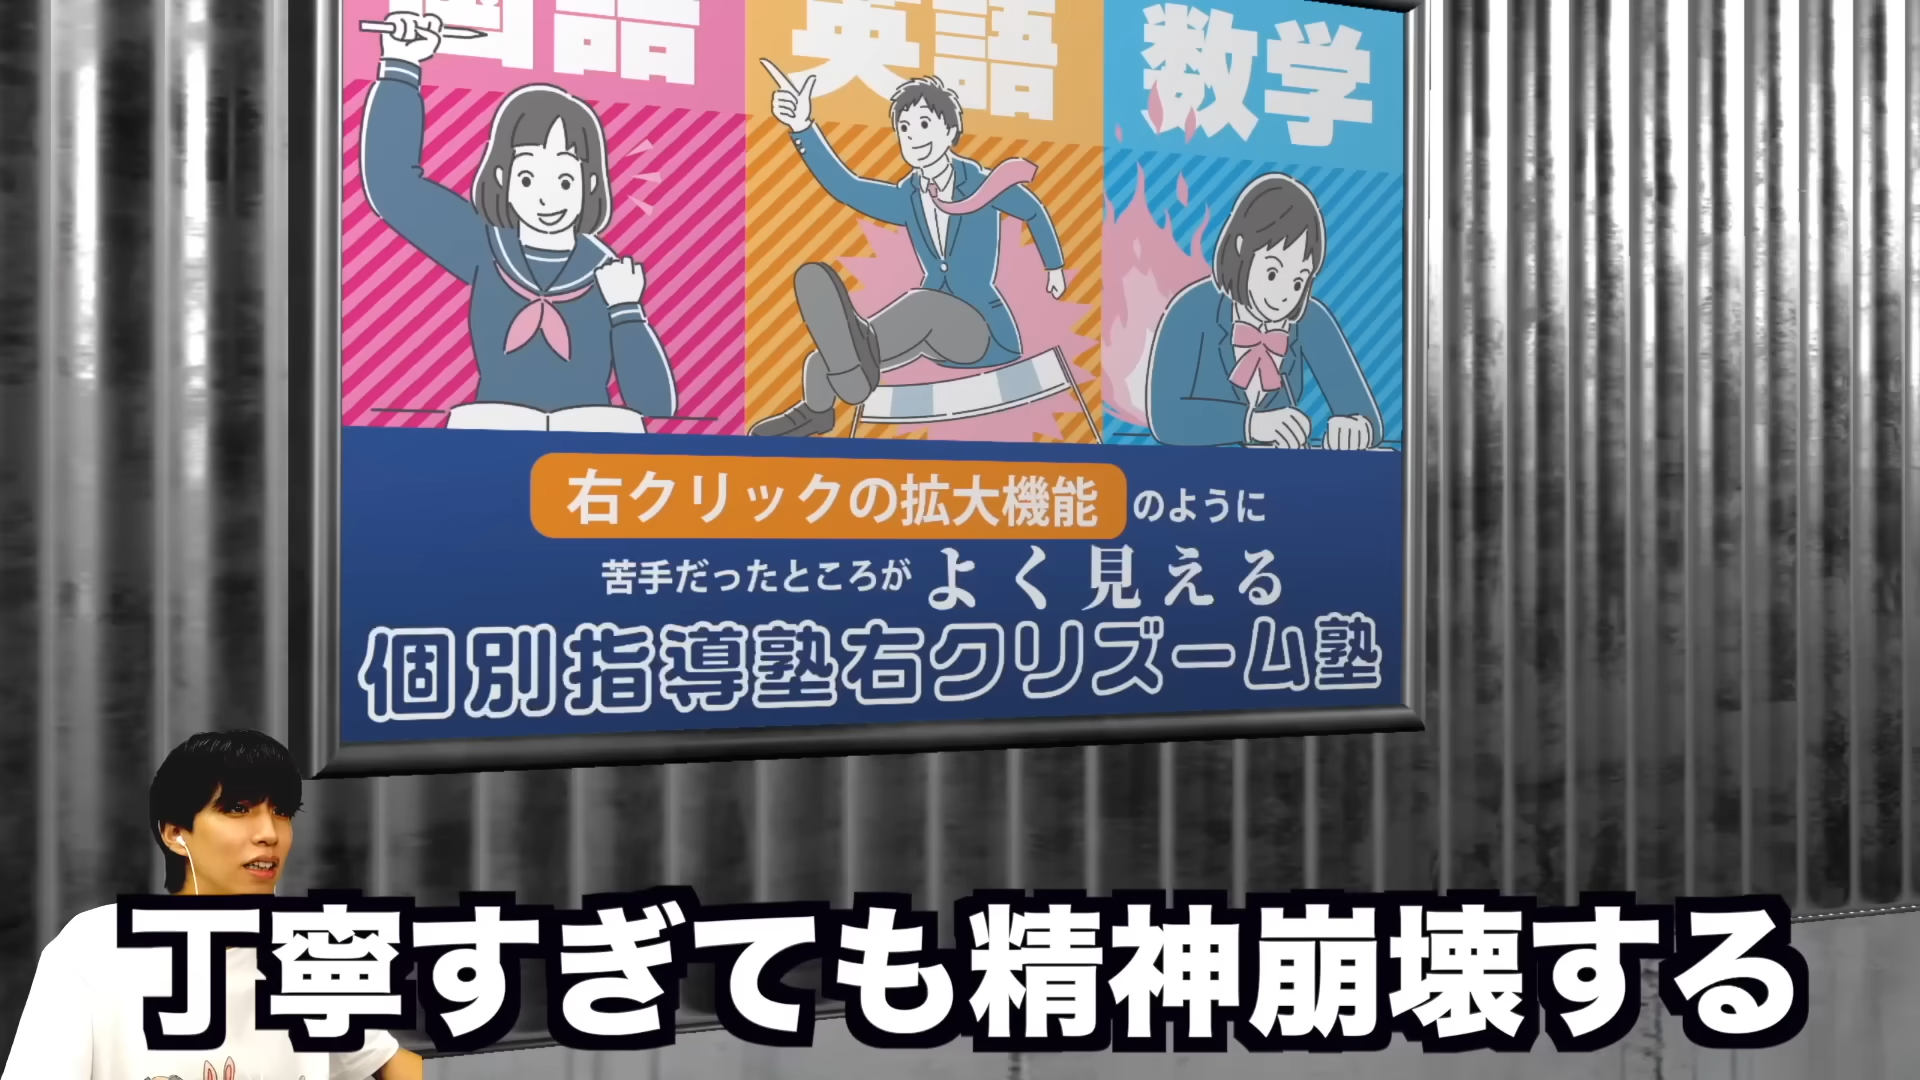 国語
英語
数学
右クリックの拡大機能のように
苦手だったところがよく見える
個別指導塾右クリズーム塾
丁寧すぎても精神崩壊する